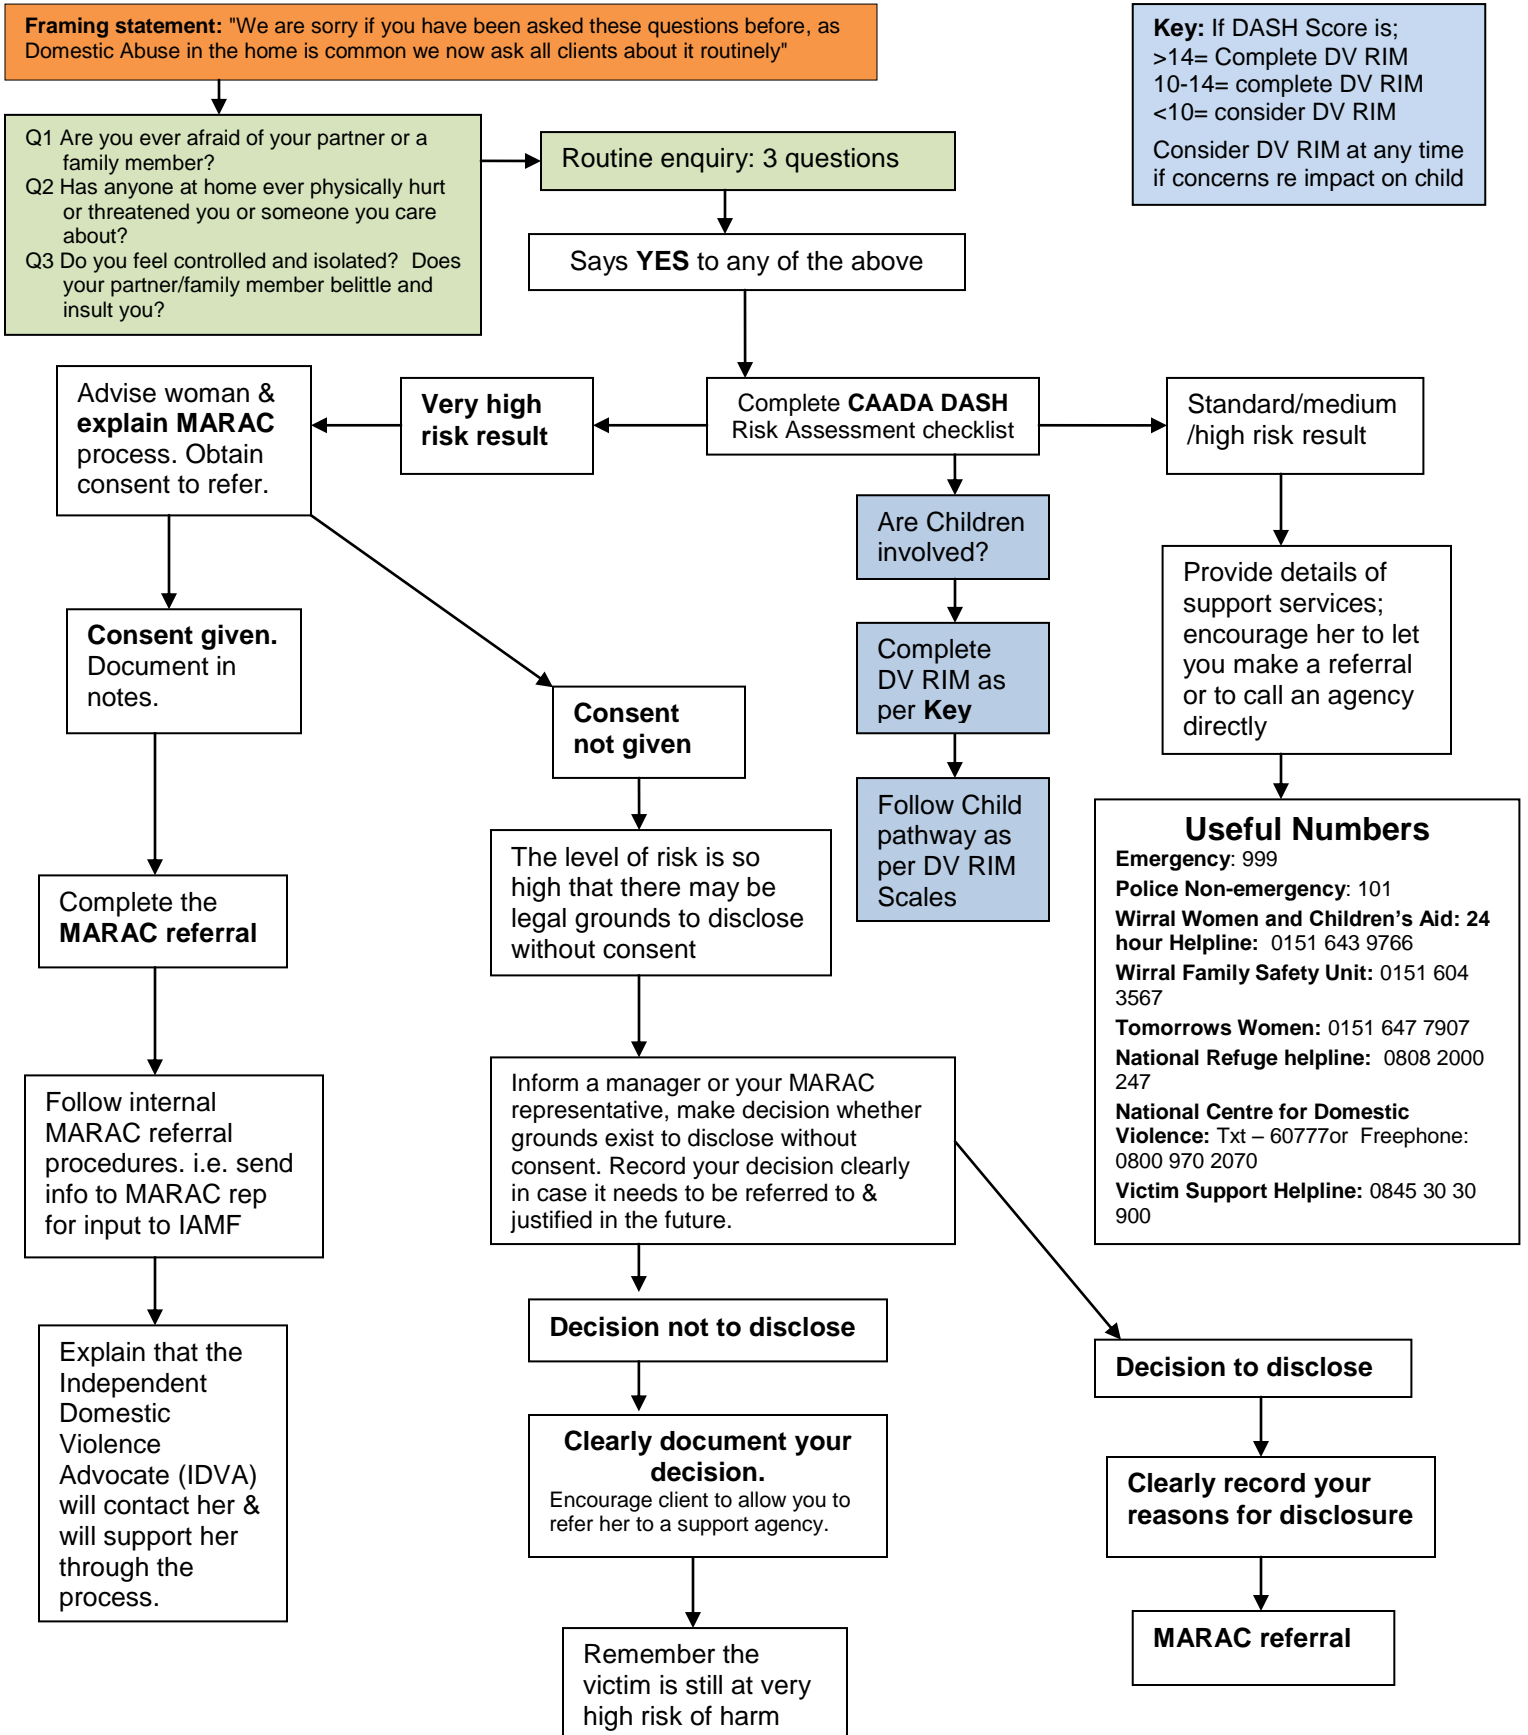 Framing statement: "We are sorry if you have been asked these questions before, as
Domestic Abuse in the home is common we now ask all clients about it routinely"
Key: If DASH Score is;
>14= Complete DV RIM
10-14= complete DV RIM
<10= consider DV RIM
Consider DV RIM at any time
if concerns re impact on child
Q1 Are you ever afraid of your partner or a
family member?
Q2 Has anyone at home ever physically hurt
or threatened you or someone you care
about?
Q3 Do you feel controlled and isolated?  Does
your partner/family member belittle and
insult you?
Routine enquiry: 3 questions
Says YES to any of the above
Complete CAADA DASH
Risk Assessment checklist
Very high
risk result
Advise woman &
explain MARAC
process. Obtain
consent to refer.
Standard/medium
/high risk result
Are Children
involved?
Complete
DV RIM as
per Key
Follow Child
pathway as
per DV RIM
Scales
Provide details of
support services;
encourage her to let
you make a referral
or to call an agency
directly
Useful Numbers
Emergency: 999
Police Non-emergency: 101
Wirral Women and Children's Aid: 24
hour Helpline:  0151 643 9766
Wirral Family Safety Unit: 0151 604
3567
Tomorrows Women: 0151 647 7907
National Refuge helpline:  0808 2000
247
National Centre for Domestic
Violence: Txt – 60777or  Freephone:
0800 970 2070
Victim Support Helpline: 0845 30 30
900
Consent given.
Document in
notes.
Complete the
MARAC referral
Follow internal
MARAC referral
procedures. i.e. send
info to MARAC rep
for input to IAMF
Explain that the
Independent
Domestic
Violence
Advocate (IDVA)
will contact her &
will support her
through the
process.
Consent
not given
The level of risk is so
high that there may be
legal grounds to disclose
without consent
Inform a manager or your MARAC
representative, make decision whether
grounds exist to disclose without
consent. Record your decision clearly
in case it needs to be referred to &
justified in the future.
Decision not to disclose
Clearly document your
decision.
Encourage client to allow you to
refer her to a support agency.
Remember the
victim is still at very
high risk of harm
Decision to disclose
Clearly record your
reasons for disclosure
MARAC referral